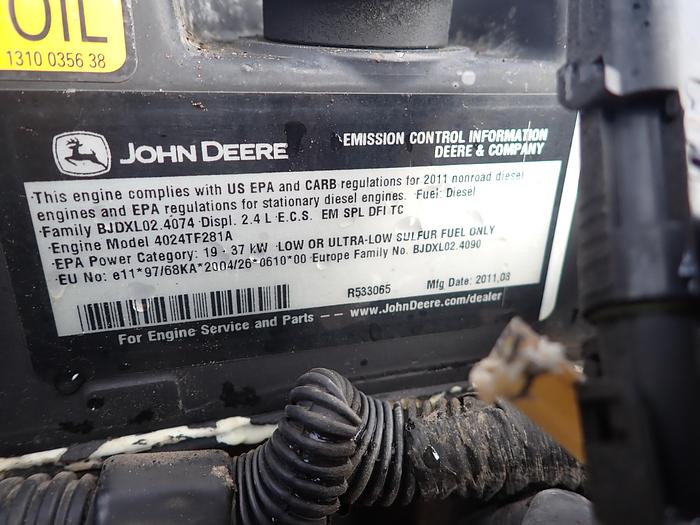 OIL
1310 0356 38
JOHN DEERE
EMISSION CONTROL INFORMATION
DEERE & COMPANY
·This engine complies with US EPA and CARB regulations for 2011 nonroad diesel
engines and EPA regulations for stationary diesel engines. ·Fuel: Diesel
·Family BJDXL02.4074 ·Displ. 2.4 L ·E.C.S. EM SPL DFI TC
·Engine Model 4024TF281A
·EPA Power Category: 19 - 37 kW ·LOW OR ULTRA-LOW SULFUR FUEL ONLY
·EU No: e11*97/68KA*2004/26*0610*00 ·Europe Family No. BJDXL02.4090
R533065 Mfg Date: 2011.08
For Engine Service and Parts -- www.JohnDeere.com/dealer